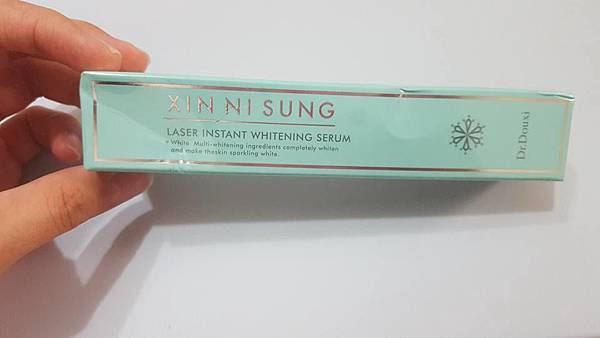 XIN NI SUNG
LASER INSTANT WHITENING SERUM
• White. Multi-whitening ingredients completely whiten
and make theskin sparkling white.
Dr.Douxi